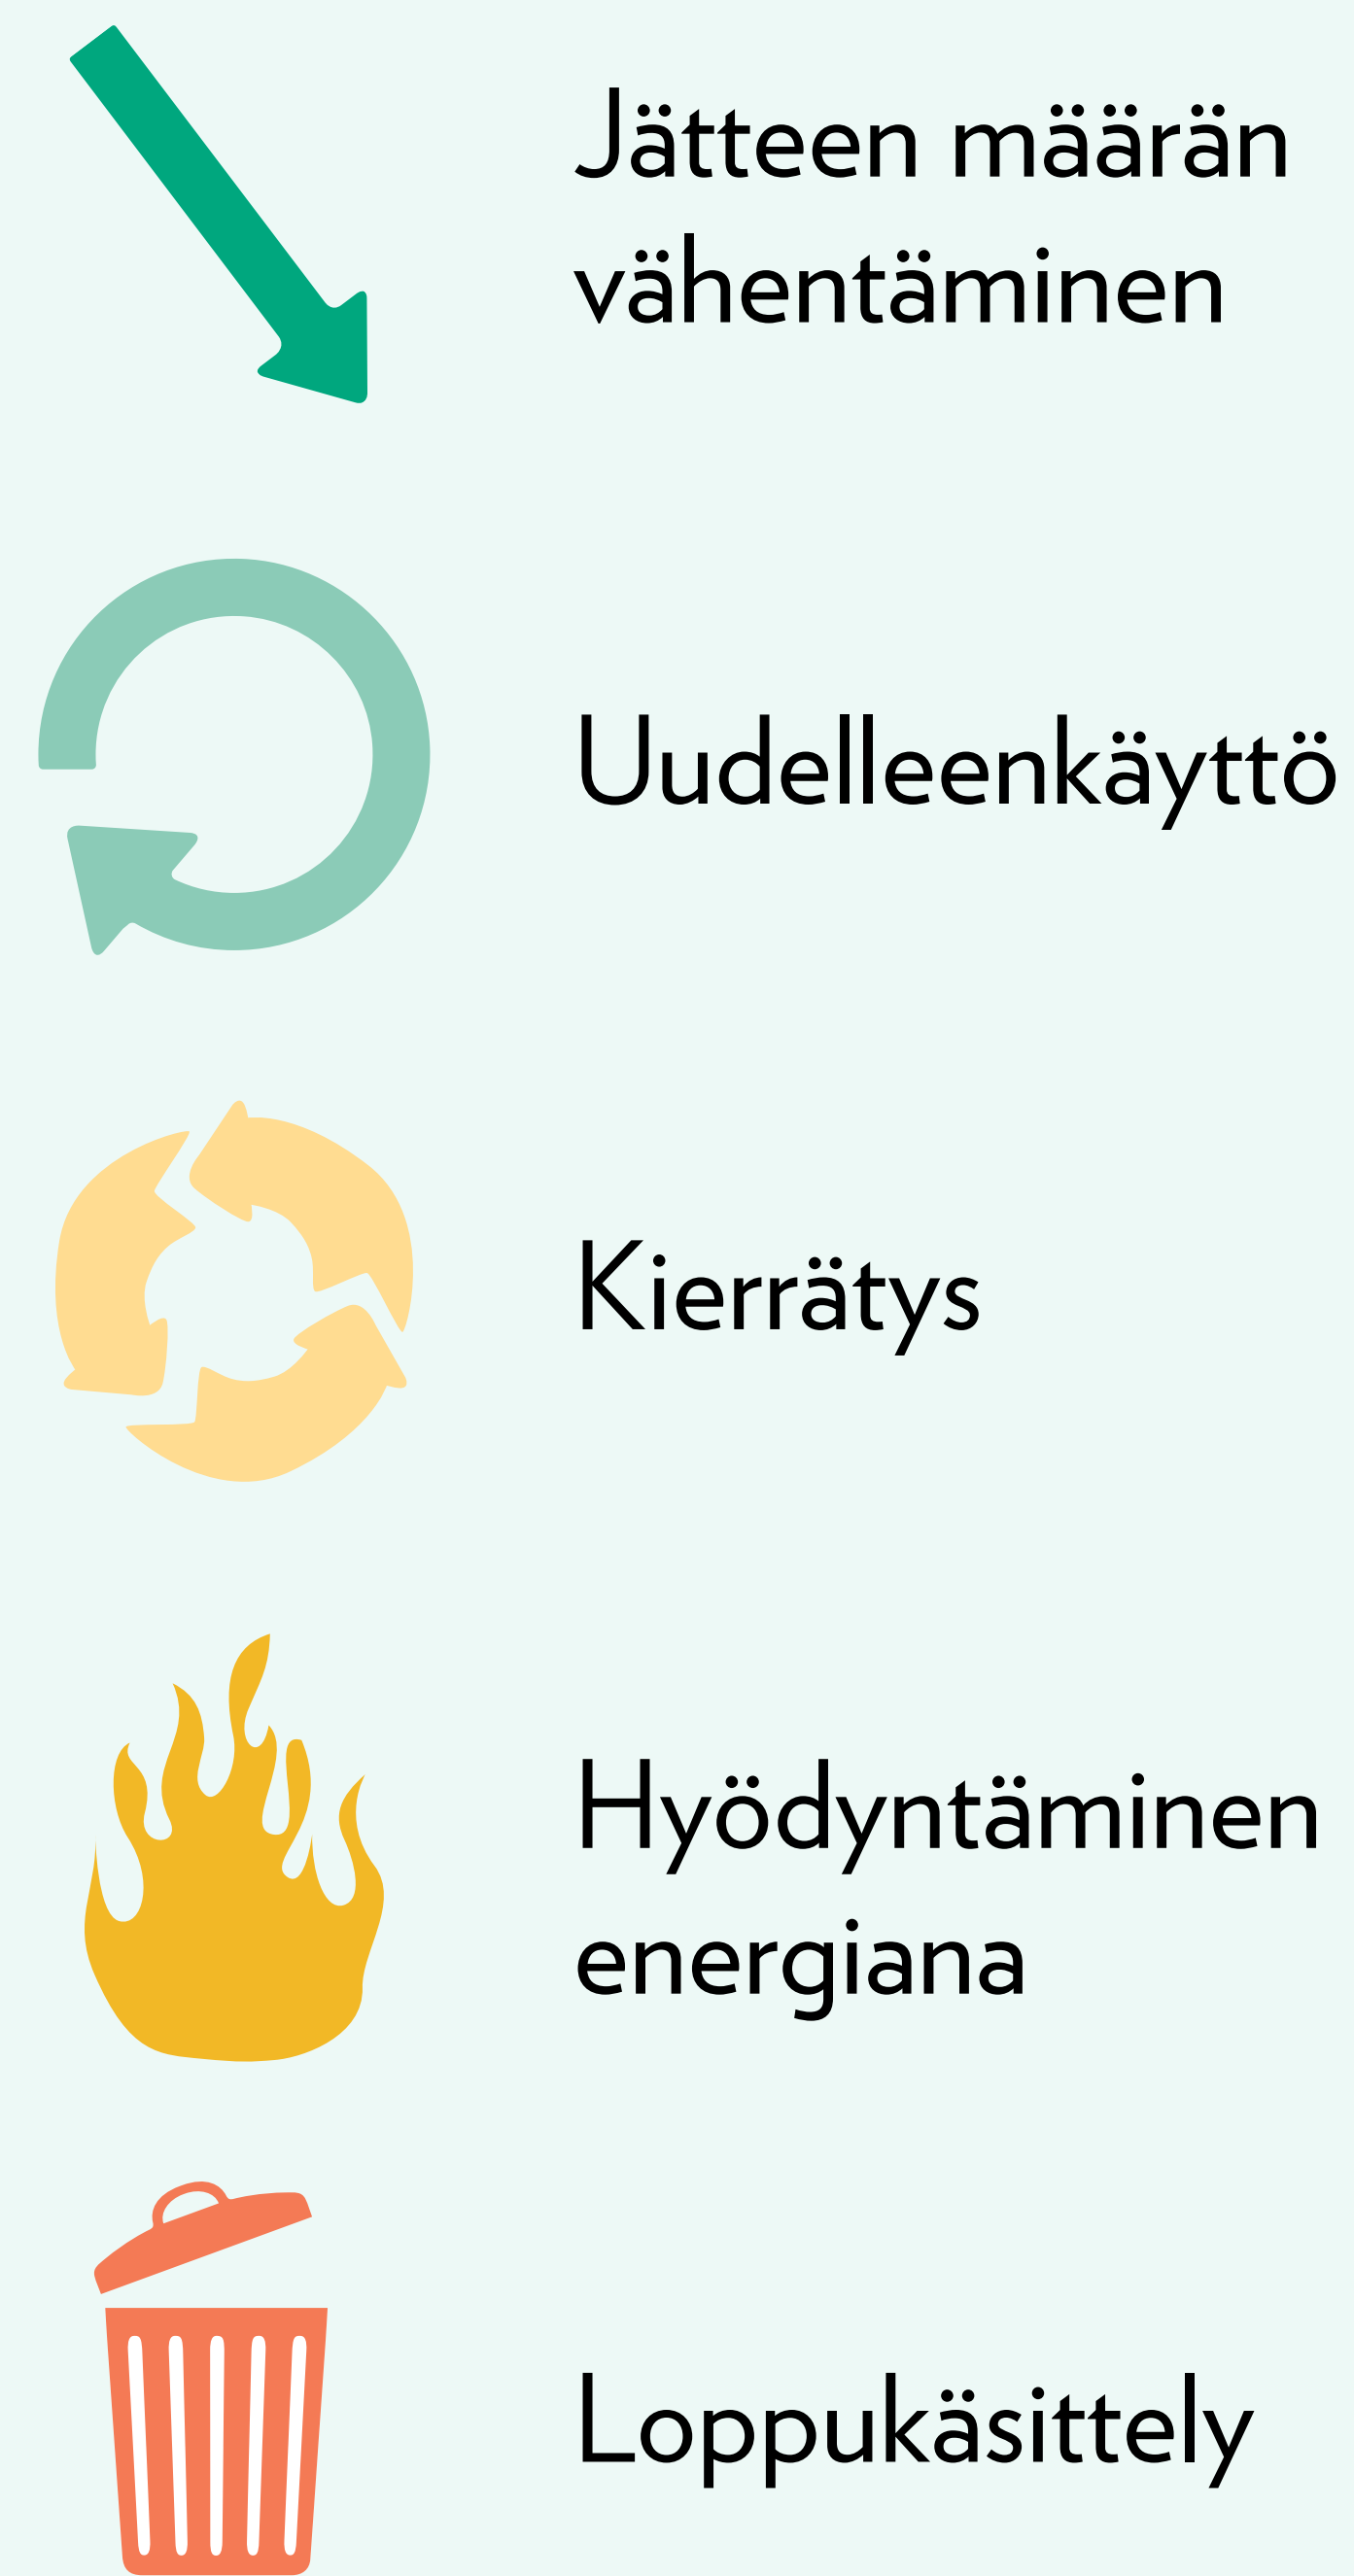 Jätteen määrän
vähentäminen
Uudelleenkäyttö
Kierrätys
Hyödyntäminen
energiana
Loppukäsittely